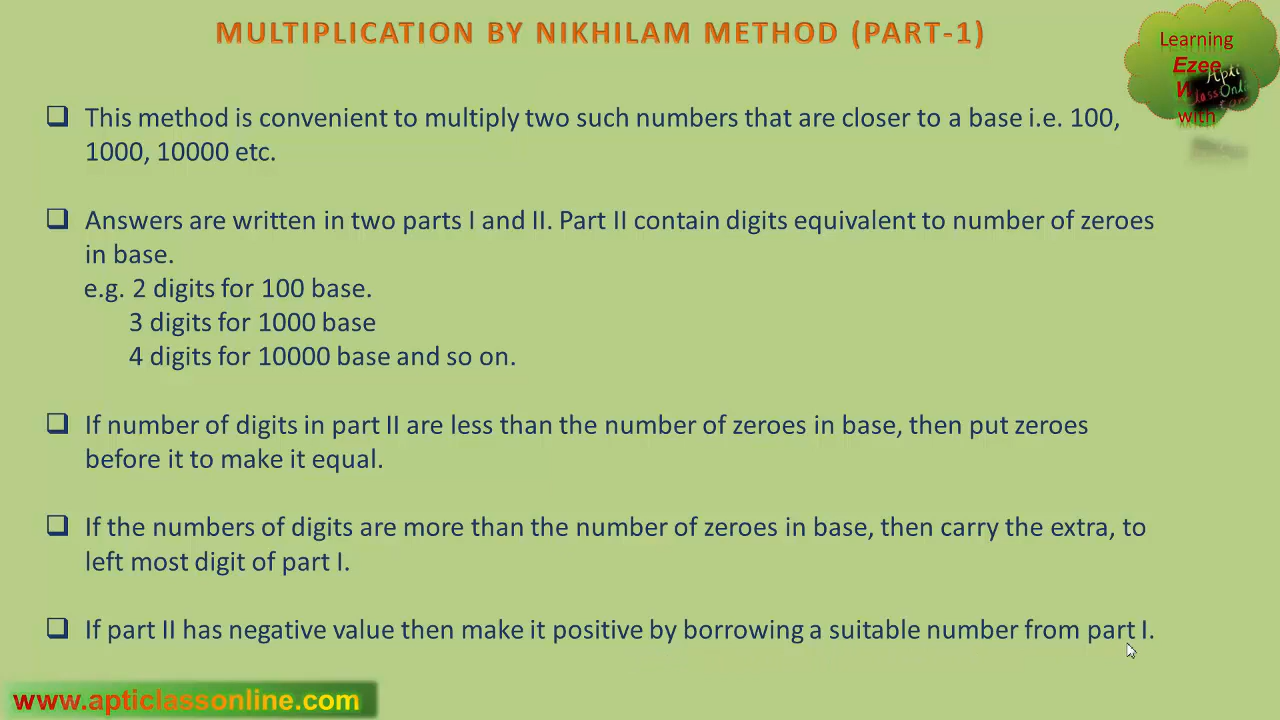 MULTIPLICATION BY NIKHILAM METHOD (PART-1)
Learning
Ezee
with
This method is convenient to multiply two such numbers that are closer to a base i.e. 100,
1000, 10000 etc.
Answers are written in two parts I and II. Part II contain digits equivalent to number of zeroes
in base.
e.g. 2 digits for 100 base.
3 digits for 1000 base
4 digits for 10000 base and so on.
If number of digits in part II are less than the number of zeroes in base, then put zeroes
before it to make it equal.
If the numbers of digits are more than the number of zeroes in base, then carry the extra, to
left most digit of part I.
If part II has negative value then make it positive by borrowing a suitable number from part I.
www.apticlassonline.com